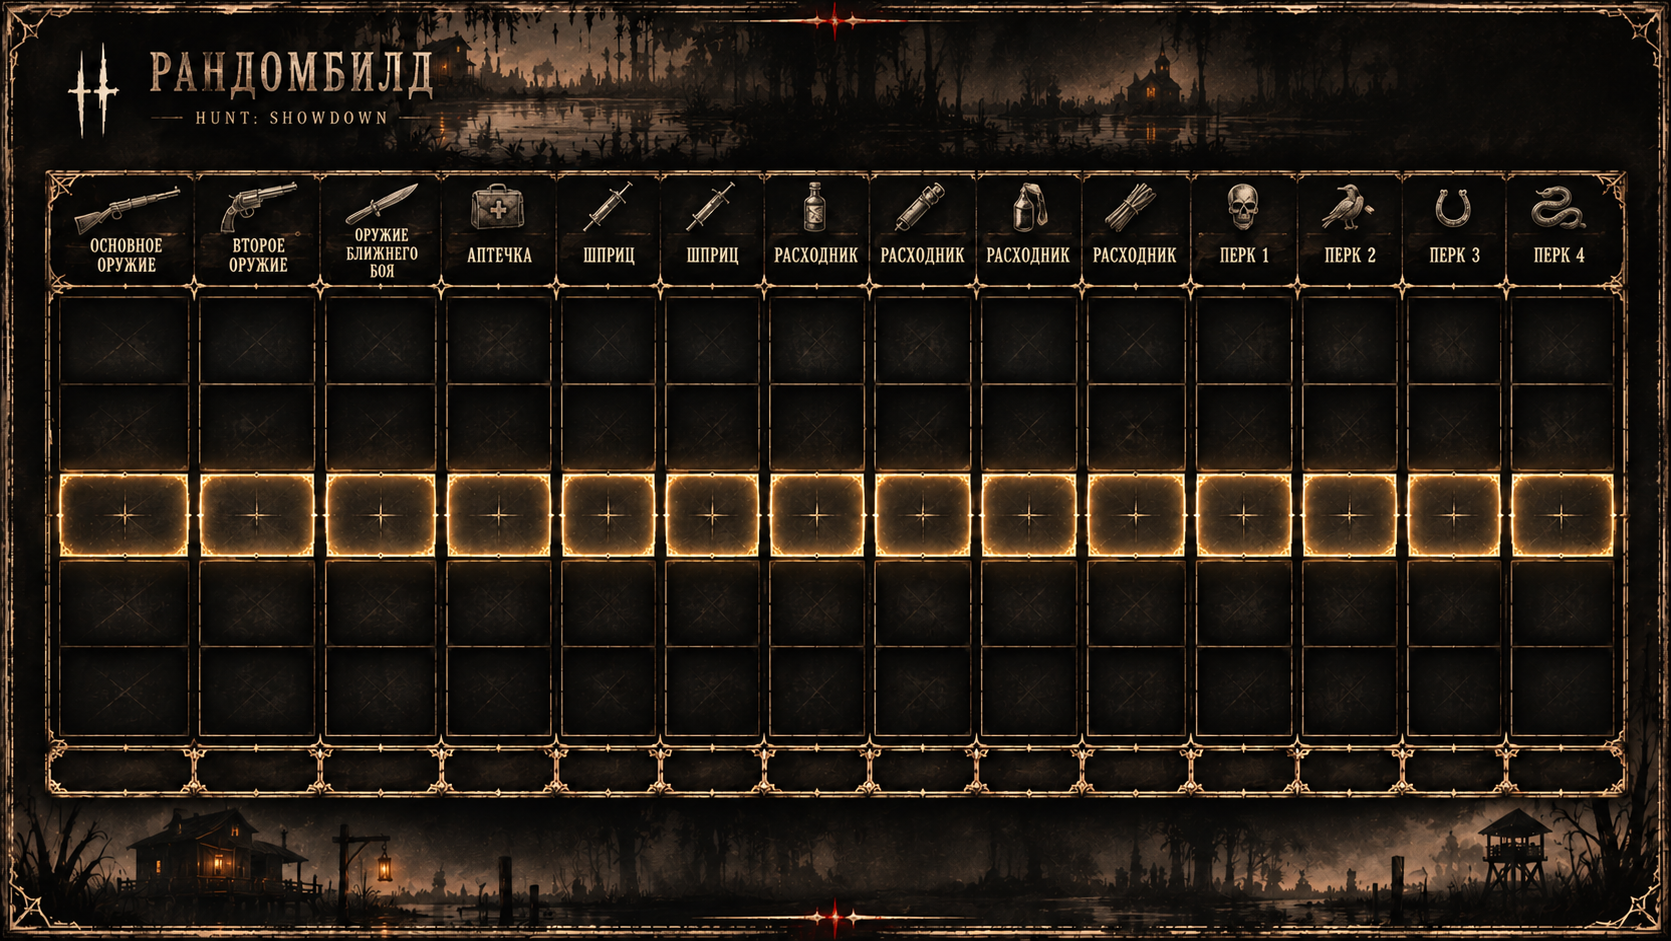 РАНДОМБИЛД
HUNT: SHOWDOWN
ОСНОВНОЕ
ОРУЖИЕ
ВТОРОЕ
ОРУЖИЕ
ОРУЖИЕ
БЛИЖНЕГО
БОЯ
АПТЕЧКА
ШПРИЦ
ШПРИЦ
РАСХОДНИК
РАСХОДНИК
РАСХОДНИК
РАСХОДНИК
ПЕРК 1
ПЕРК 2
ПЕРК 3
ПЕРК 4